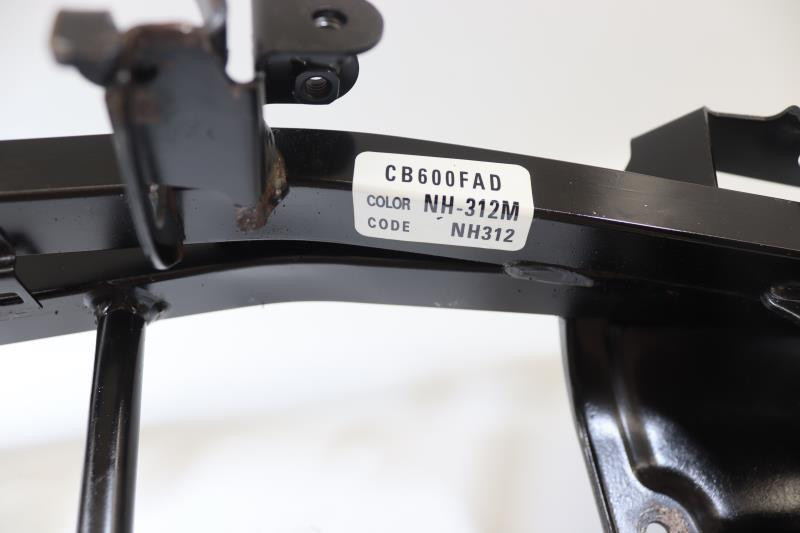 CB600FAD
COLOR NH-312M
CODE NH312